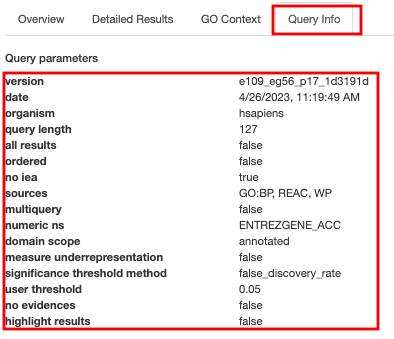 Overview Detailed Results GO Context Query Info
Query parameters
version e109_eg56_p17_1d3191d
date 4/26/2023, 11:19:49 AM
organism hsapiens
query length 127
all results false
ordered false
no iea true
sources GO:BP, REAC, WP
multiquery false
numeric ns ENTREZGENE_ACC
domain scope annotated
measure underrepresentation false
significance threshold method false_discovery_rate
user threshold 0.05
no evidences false
highlight results false